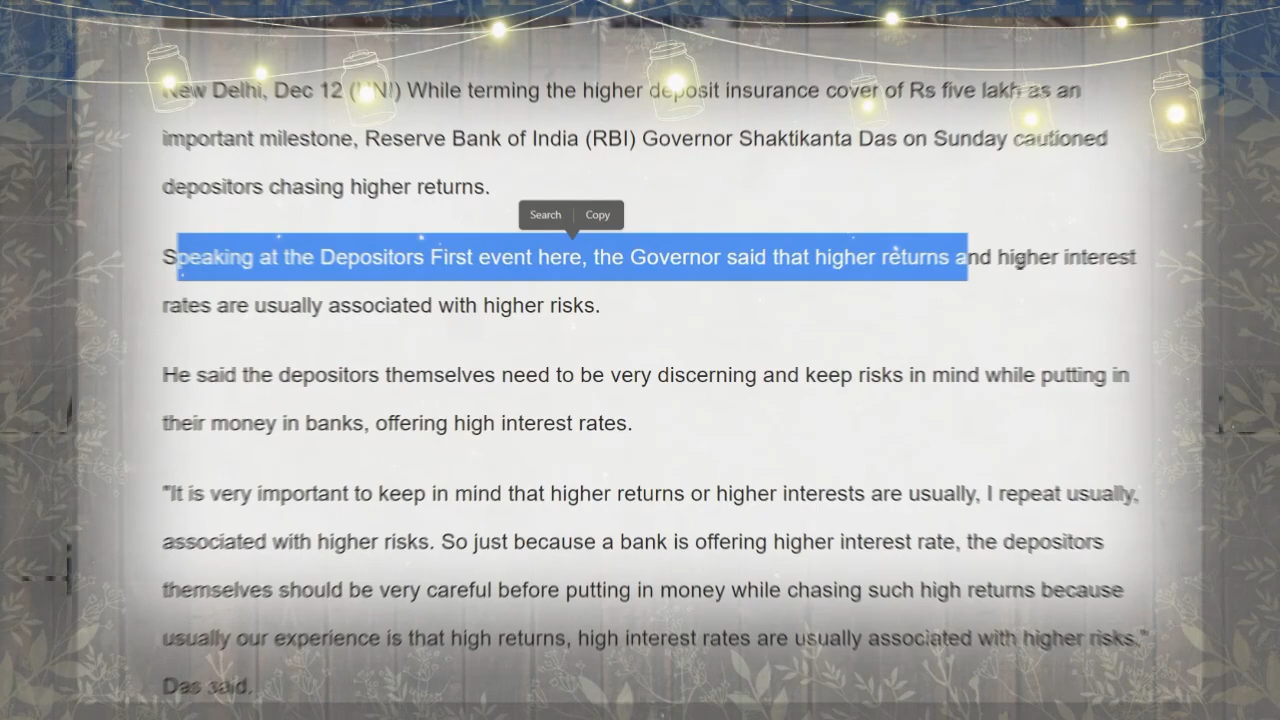 New Delhi, Dec 12 (UNI) While terming the higher deposit insurance cover of Rs five lakh as an
important milestone, Reserve Bank of India (RBI) Governor Shaktikanta Das on Sunday cautioned
depositors chasing higher returns.
Search Copy
Speaking at the Depositors First event here, the Governor said that higher returns and higher interest
rates are usually associated with higher risks.
He said the depositors themselves need to be very discerning and keep risks in mind while putting in
their money in banks, offering high interest rates.
"It is very important to keep in mind that higher returns or higher interests are usually, I repeat usually,
associated with higher risks. So just because a bank is offering higher interest rate, the depositors
themselves should be very careful before putting in money while chasing such high returns because
usually our experience is that high returns, high interest rates are usually associated with higher risks."
Das said.